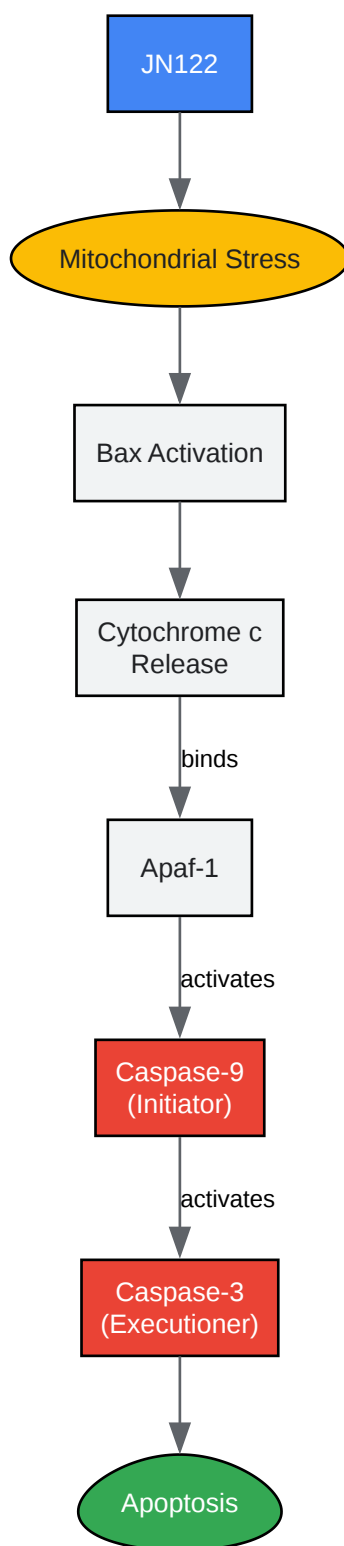 JN122
Mitochondrial Stress
Bax Activation
Cytochrome c
Release
binds
Apaf-1
activates
Caspase-9
(Initiator)
activates
Caspase-3
(Executioner)
Apoptosis